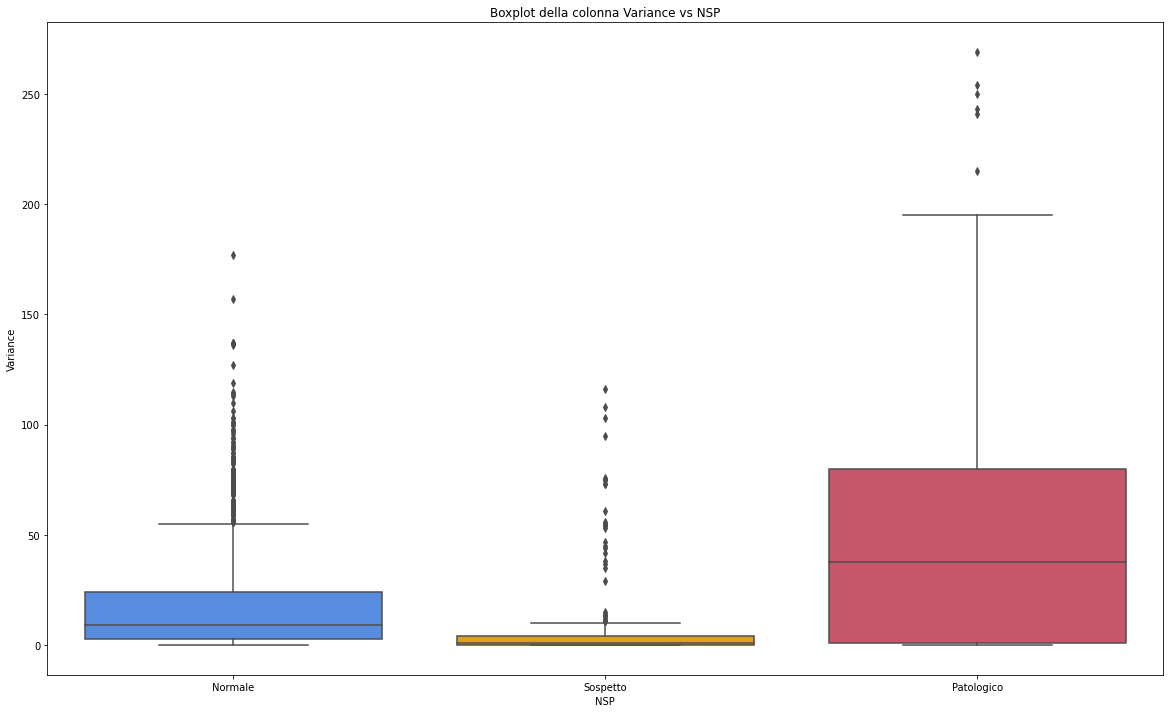 Boxplot della colonna Variance vs NSP
250
200
150
100
50
0
Variance
Normale
Sospetto
Patologico
NSP